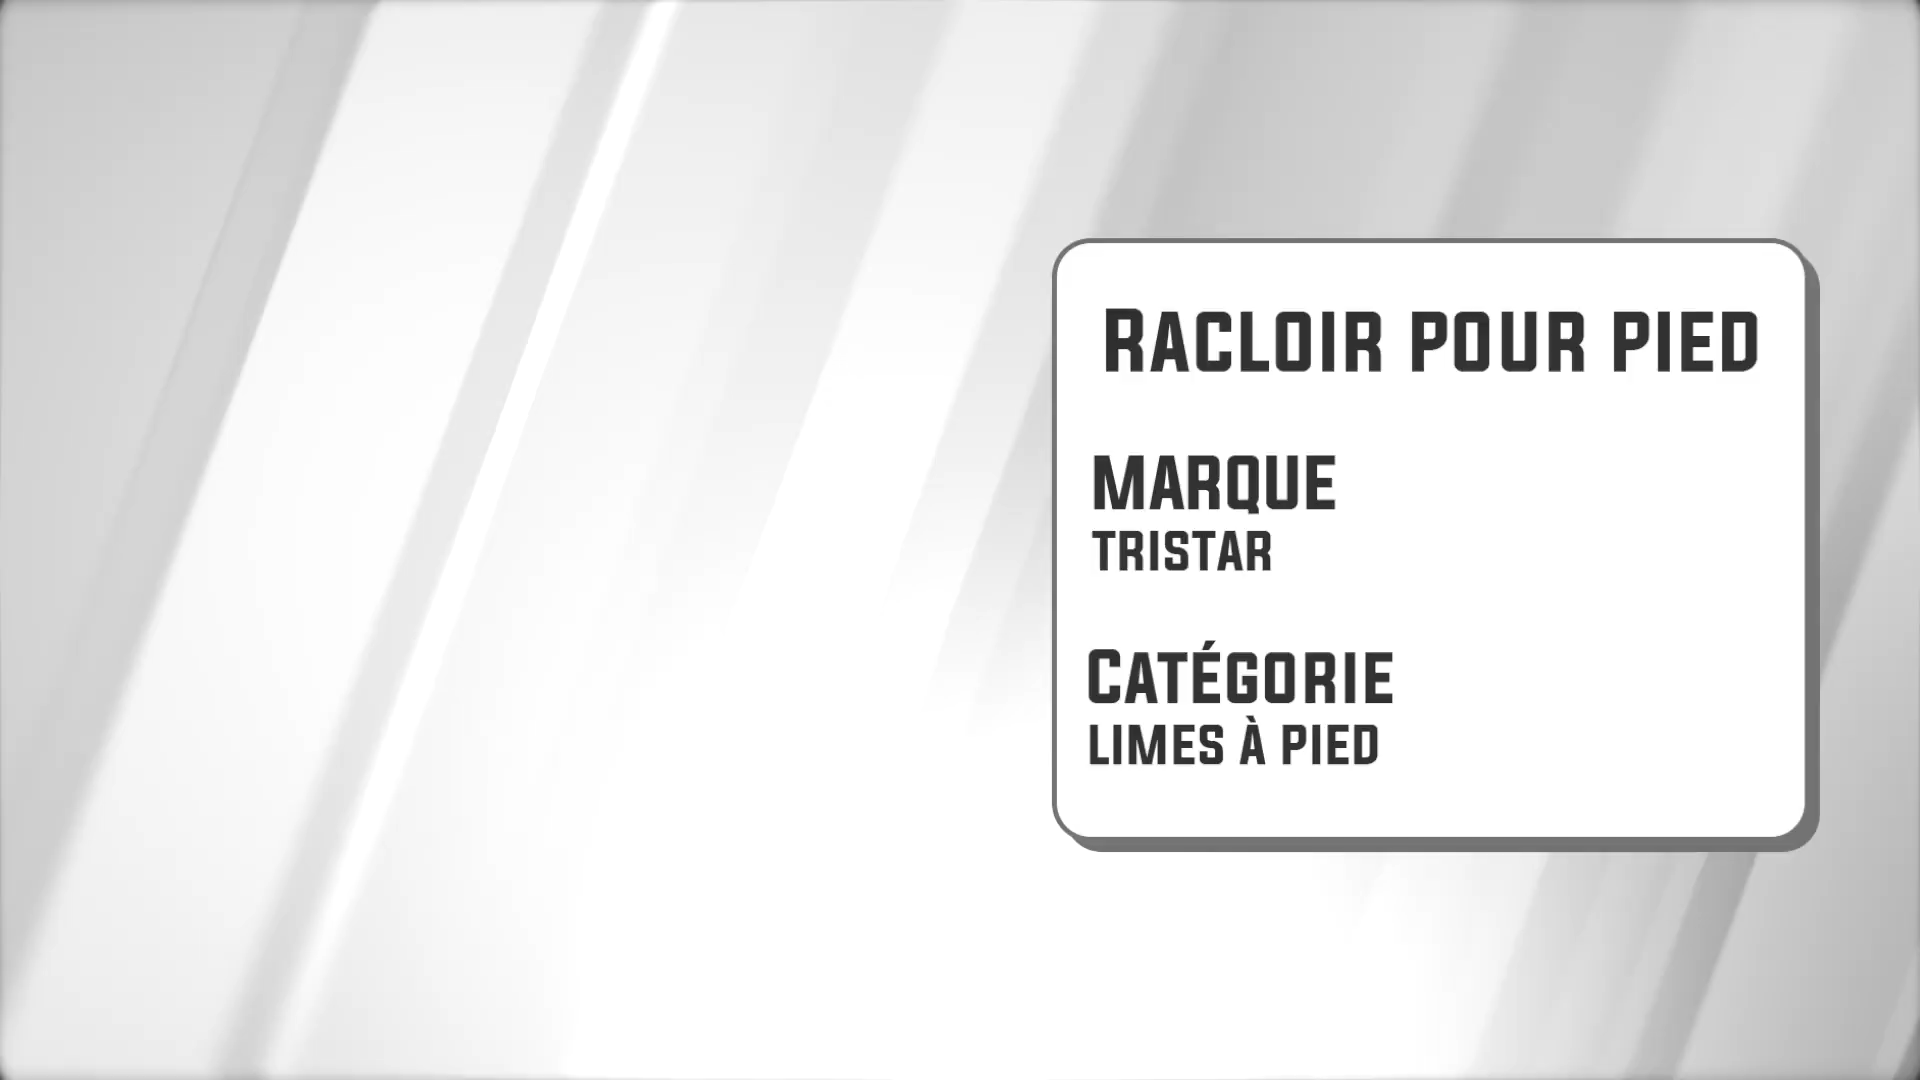 RACLOIR POUR PIED
MARQUE
TRISTAR
CATÉGORIE
LIMES À PIED